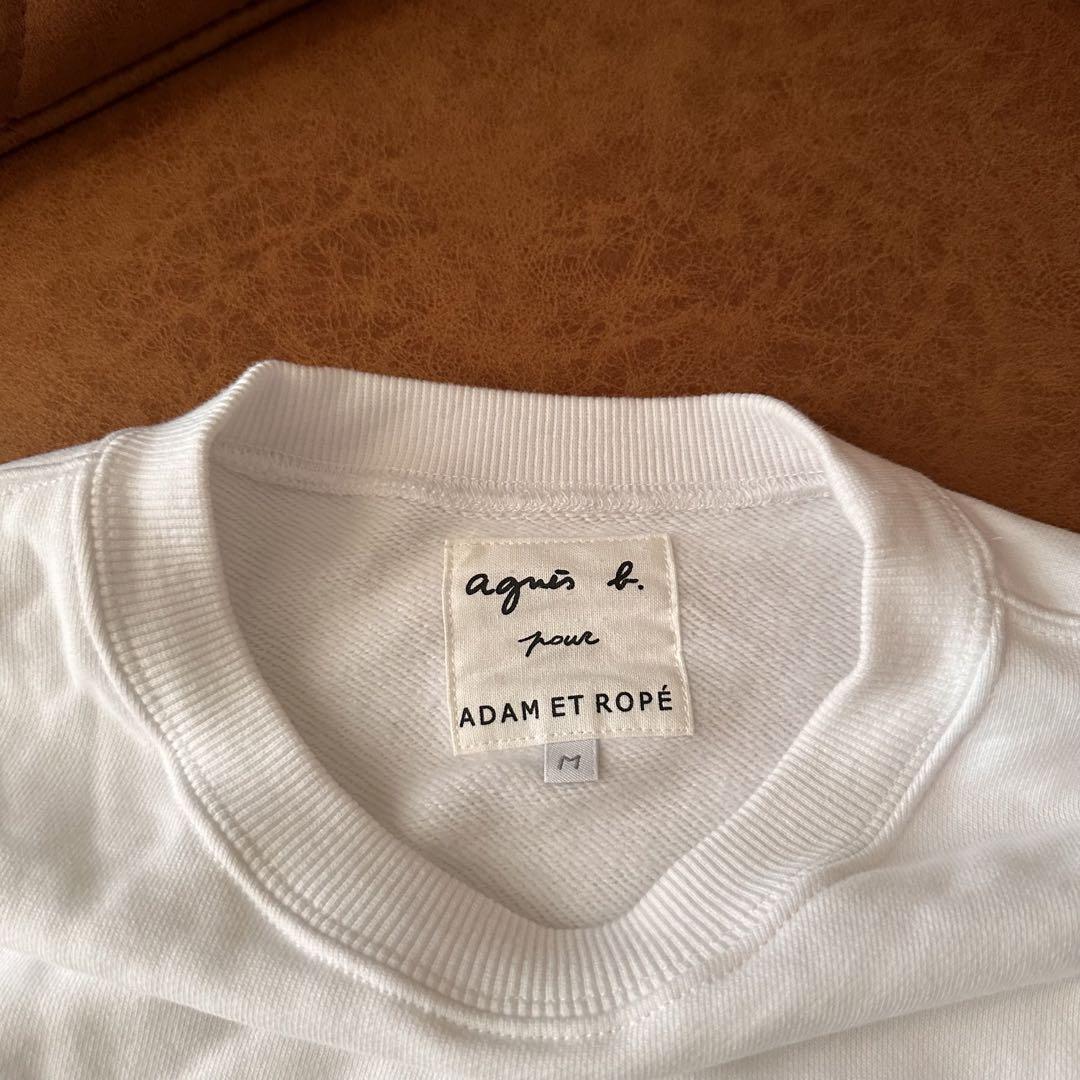 agnès b.
pour
ADAM ET ROPÉ
M